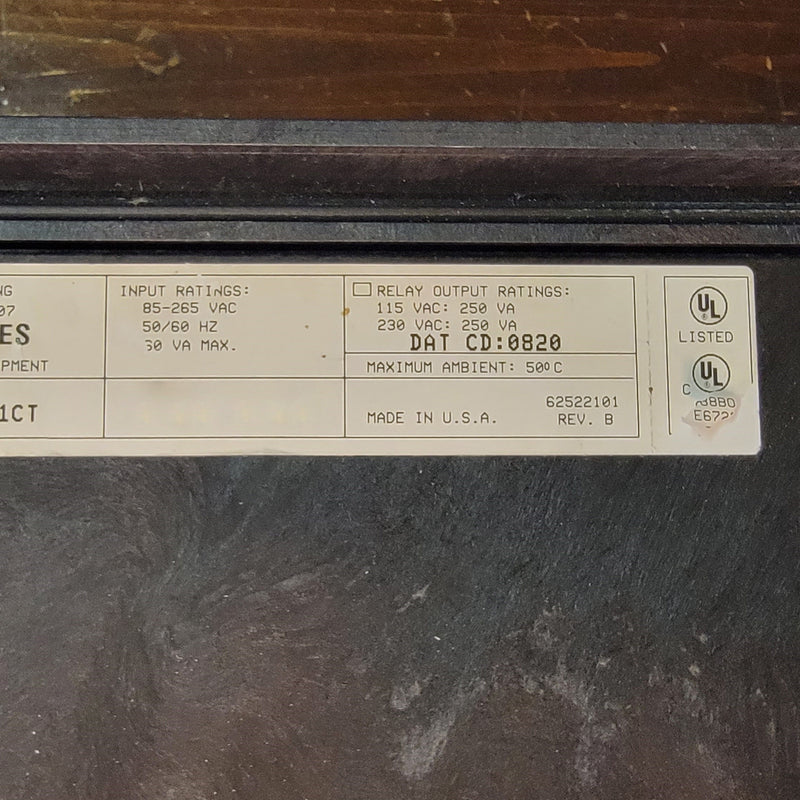 NG
07
ES
PMENT
1CT
INPUT RATINGS:
85-265 VAC
50/60 HZ
30 VA MAX.
RELAY OUTPUT RATINGS:
115 VAC: 250 VA
230 VAC: 250 VA
DAT CD:0820
MAXIMUM AMBIENT: 50°C
62522101
MADE IN U.S.A. REV. B
UL
LISTED
C UL
88BO
E672